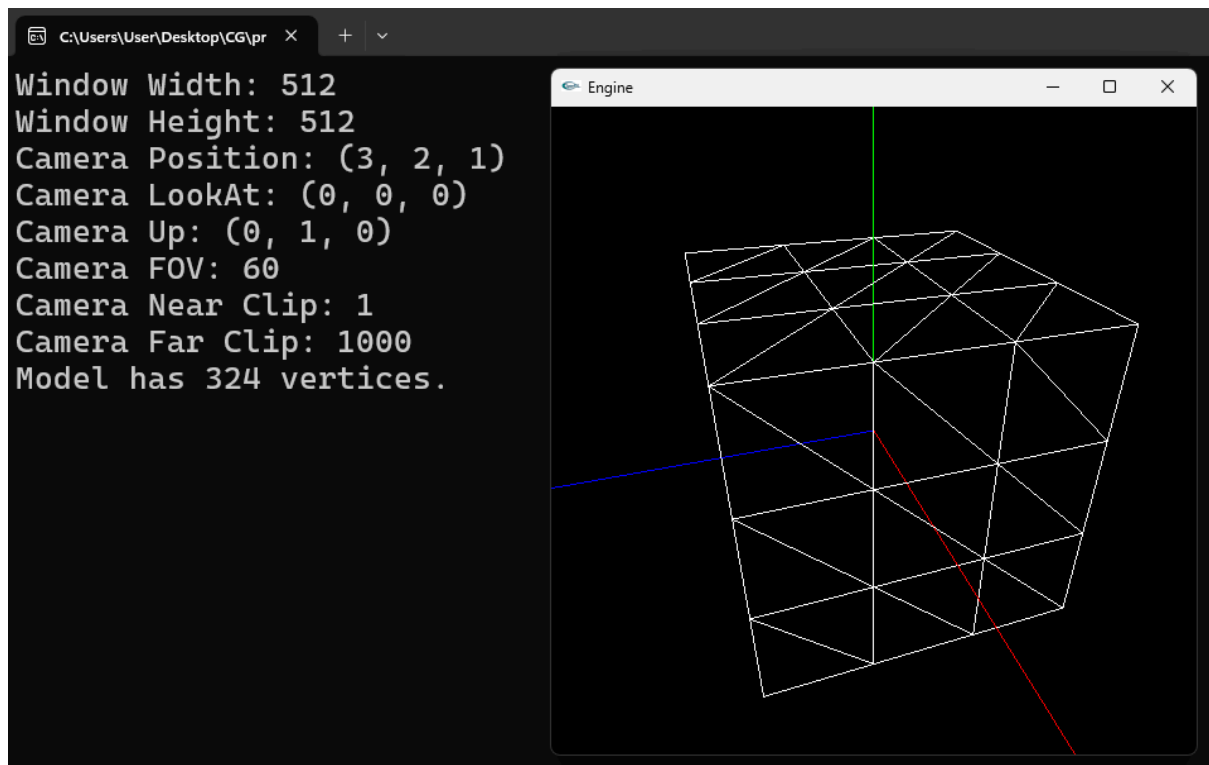 C:\Users\User\Desktop\CG\pr
Engine
Window Width: 512
Window Height: 512
Camera Position: (3, 2, 1)
Camera LookAt: (0, 0, 0)
Camera Up: (0, 1, 0)
Camera FOV: 60
Camera Near Clip: 1
Camera Far Clip: 1000
Model has 324 vertices.